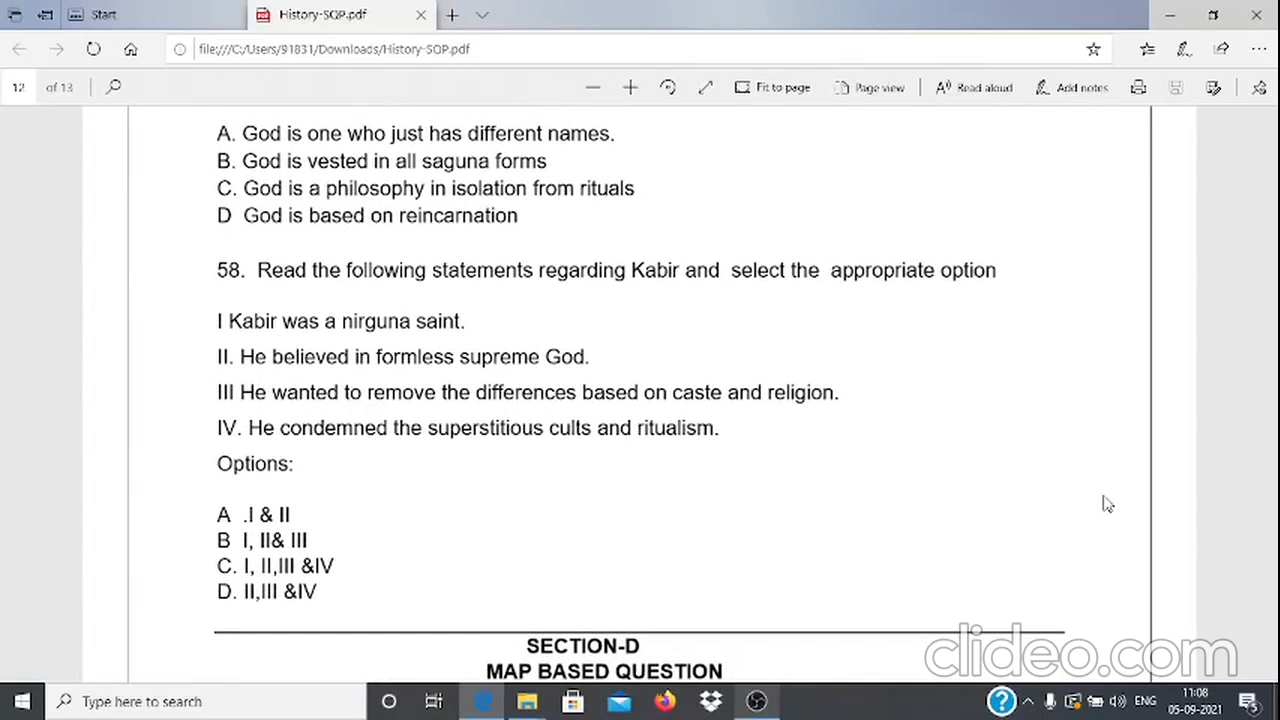 Start
History-SQP.pdf
file:///C:/Users/91831/Downloads/History-SQP.pdf
12 of 13
Fit to page
Page view
Read aloud
Add notes
A. God is one who just has different names.
B. God is vested in all saguna forms
C. God is a philosophy in isolation from rituals
D God is based on reincarnation
58. Read the following statements regarding Kabir and select the appropriate option
I Kabir was a nirguna saint.
II. He believed in formless supreme God.
III He wanted to remove the differences based on caste and religion.
IV. He condemned the superstitious cults and ritualism.
Options:
A .I & II
B I, II& III
C. I, II,III &IV
D. II,III &IV
SECTION-D
MAP BASED QUESTION
clideo.com
Type here to search
ENG
11:08
05-09-2021
5